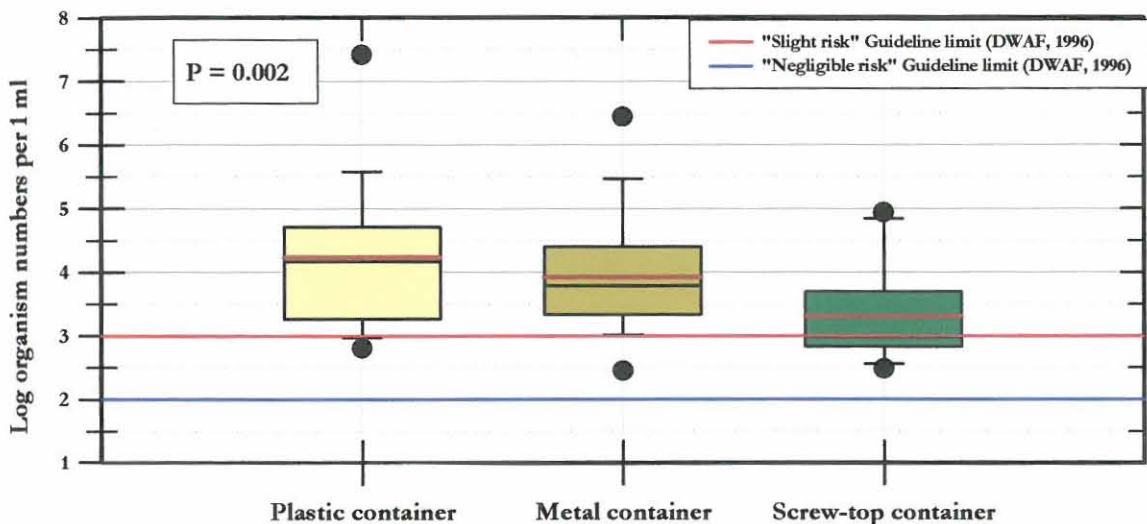 8
7
6
5
4
3
2
1
Log organism numbers per 1 ml
P = 0.002
"Slight risk" Guideline limit (DWAF, 1996)
"Negligible risk" Guideline limit (DWAF, 1996)
Plastic container
Metal container
Screw-top container